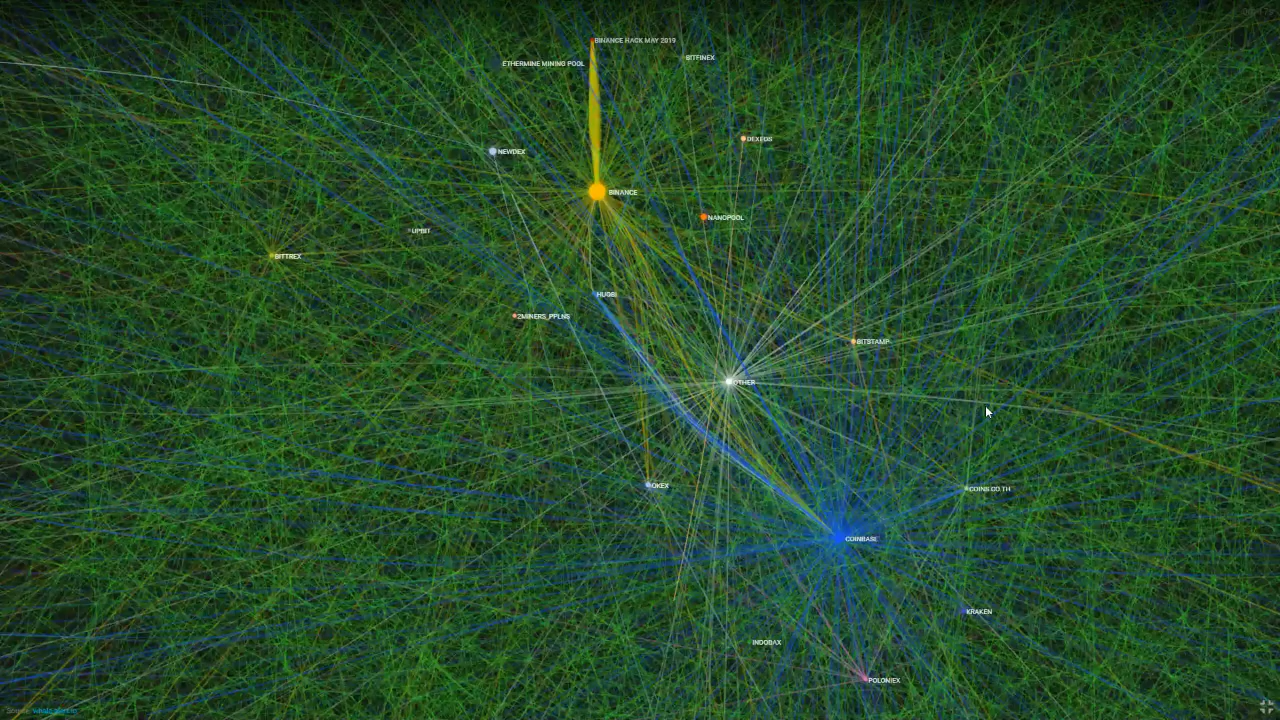 BINANCE HACK MAY 2019
BITFINEX
ETHERMINE MINING POOL
DEXEOS
NEWDEX
BINANCE
NANOPOOL
UPBIT
BITTREX
HUOBI
2MINERS_PPLNS
BITSTAMP
OTHER
OKEX
COINS.CO.TH
COINBASE
KRAKEN
INDODAX
POLONIEX
Source: